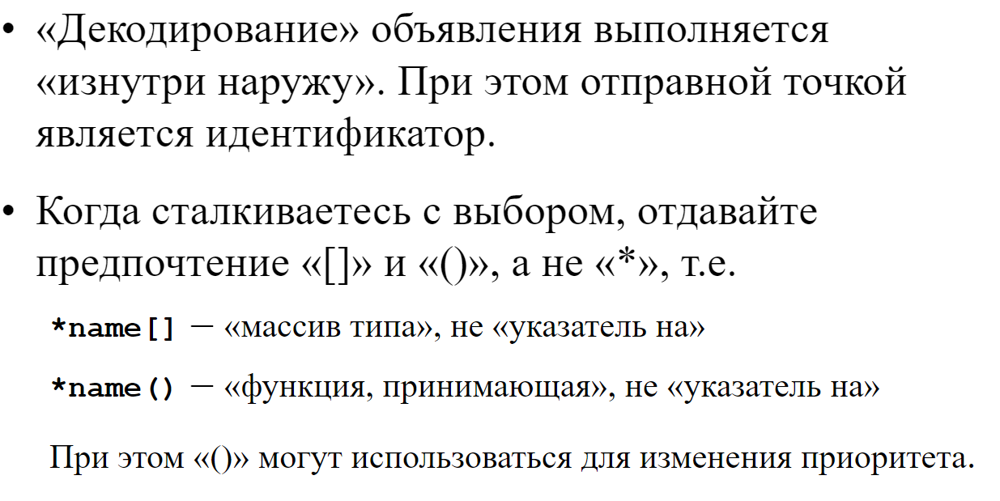 • «Декодирование» объявления выполняется
«изнутри наружу». При этом отправной точкой
является идентификатор.
• Когда сталкиваетесь с выбором, отдавайте
предпочтение «[]» и «()», а не «*», т.е.
*name[] – «массив типа», не «указатель на»
*name() – «функция, принимающая», не «указатель на»
При этом «()» могут использоваться для изменения приоритета.